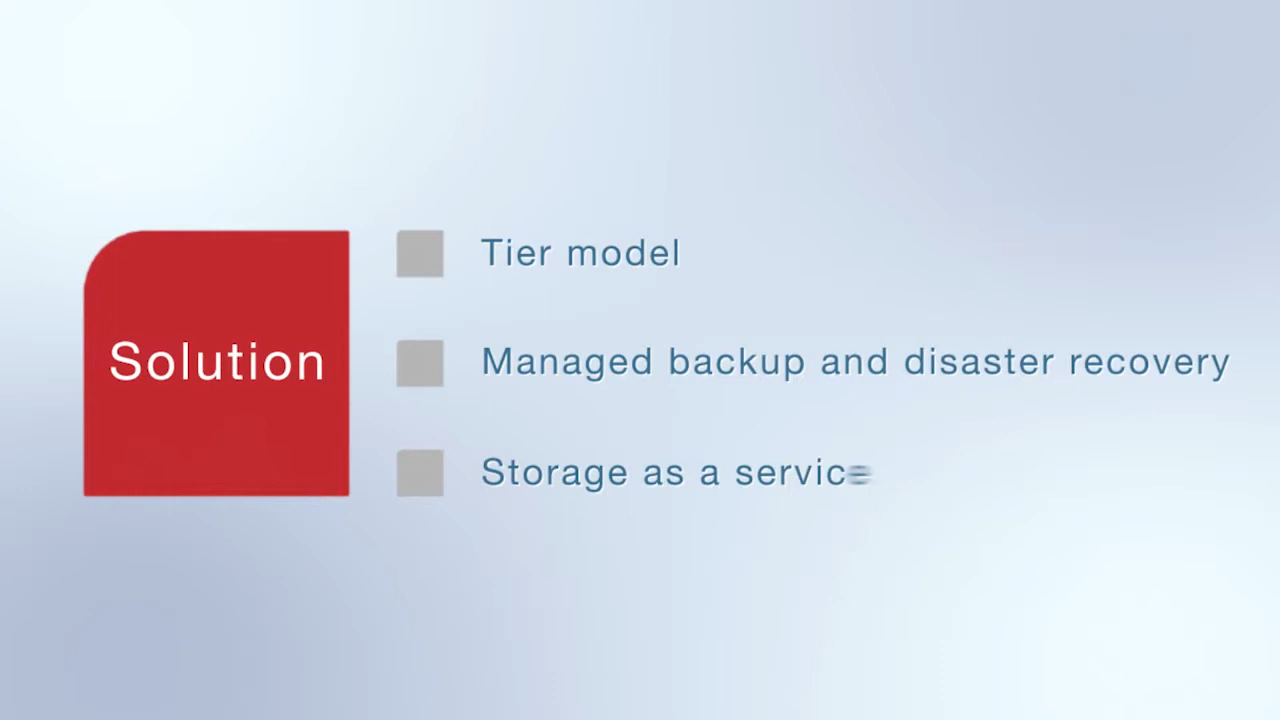 Solution
Tier model
Managed backup and disaster recovery
Storage as a service